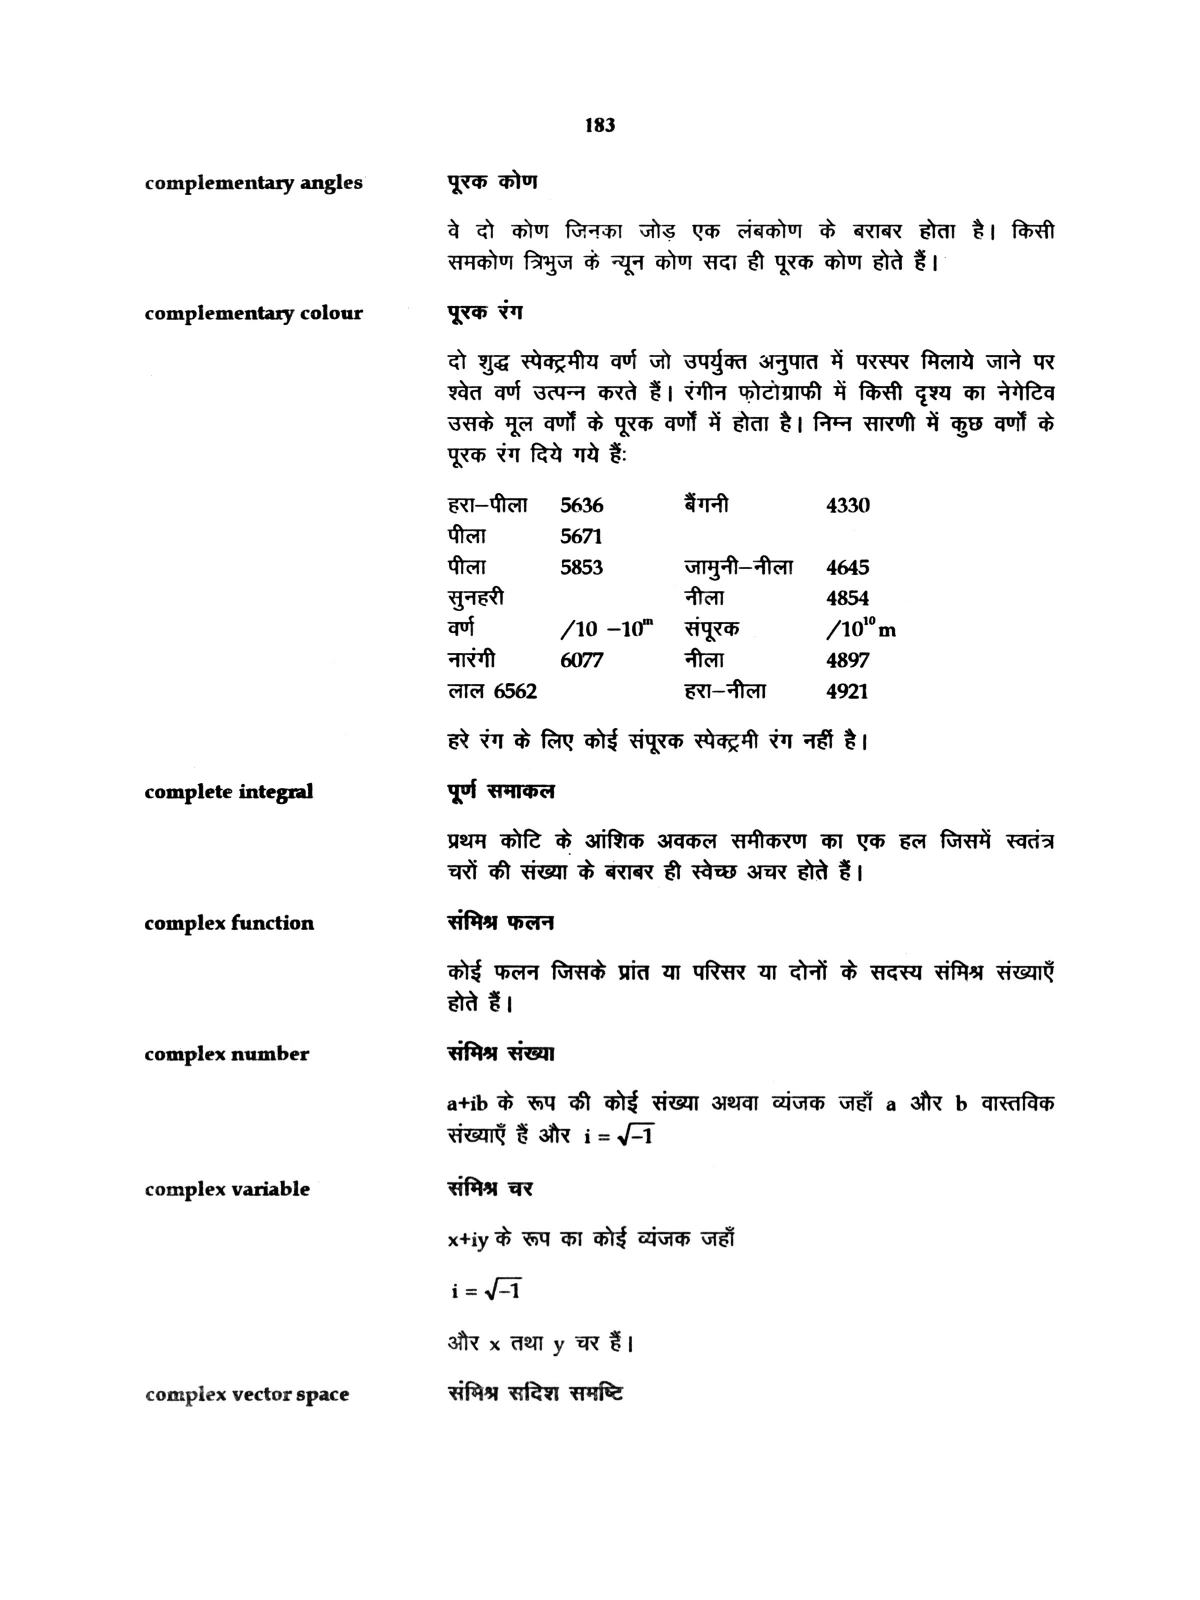 183
complementary angles पूरक कोण
वे दो कोण जिनका जोड़ एक लंबकोण के बराबर होता है। किसी
समकोण त्रिभुज के न्यून कोण सदा ही पूरक कोण होते हैं।
complementary colour पूरक रंग
दो शुद्ध स्पेक्ट्रमीय वर्ण जो उपर्युक्त अनुपात में परस्पर मिलाये जाने पर
श्वेत वर्ण उत्पन्न करते हैं। रंगीन फ़ोटोग्राफी में किसी दृश्य का नेगेटिव
उसके मूल वर्णों के पूरक वर्णों में होता है। निम्न सारणी में कुछ वर्णों के
पूरक रंग दिये गये हैंः
हरा–पीला 5636 बैंगनी 4330
पीला 5671
पीला 5853 जामुनी–नीला 4645
सुनहरी नीला 4854
वर्ण /10 –10ᵐ संपूरक /10¹⁰ m
नारंगी 6077 नीला 4897
लाल 6562 हरा–नीला 4921
हरे रंग के लिए कोई संपूरक स्पेक्ट्रमी रंग नहीं है।
complete integral पूर्ण समाकल
प्रथम कोटि के आंशिक अवकल समीकरण का एक हल जिसमें स्वतंत्र
चरों की संख्या के बराबर ही स्वेच्छ अचर होते हैं।
complex function संमिश्र फलन
कोई फलन जिसके प्रांत या परिसर या दोनों के सदस्य संमिश्र संख्याएँ
होते हैं।
complex number संमिश्र संख्या
a+ib के रूप की कोई संख्या अथवा व्यंजक जहाँ a और b वास्तविक
संख्याएँ हैं और i = √–1
complex variable संमिश्र चर
x+iy के रूप का कोई व्यंजक जहाँ
i = √–1
और x तथा y चर हैं।
complex vector space संमिश्र सदिश समष्टि